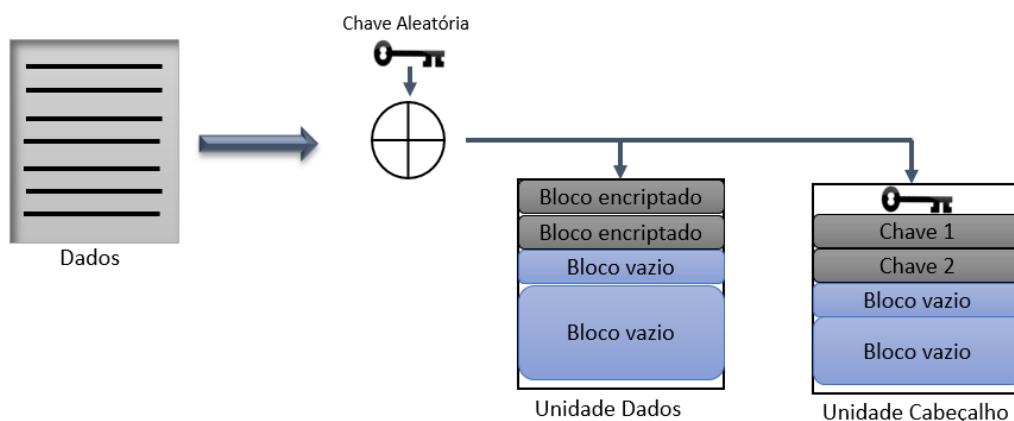 Chave Aleatória
Dados
Bloco encriptado
Bloco encriptado
Bloco vazio
Bloco vazio
Unidade Dados
Chave 1
Chave 2
Bloco vazio
Bloco vazio
Unidade Cabeçalho